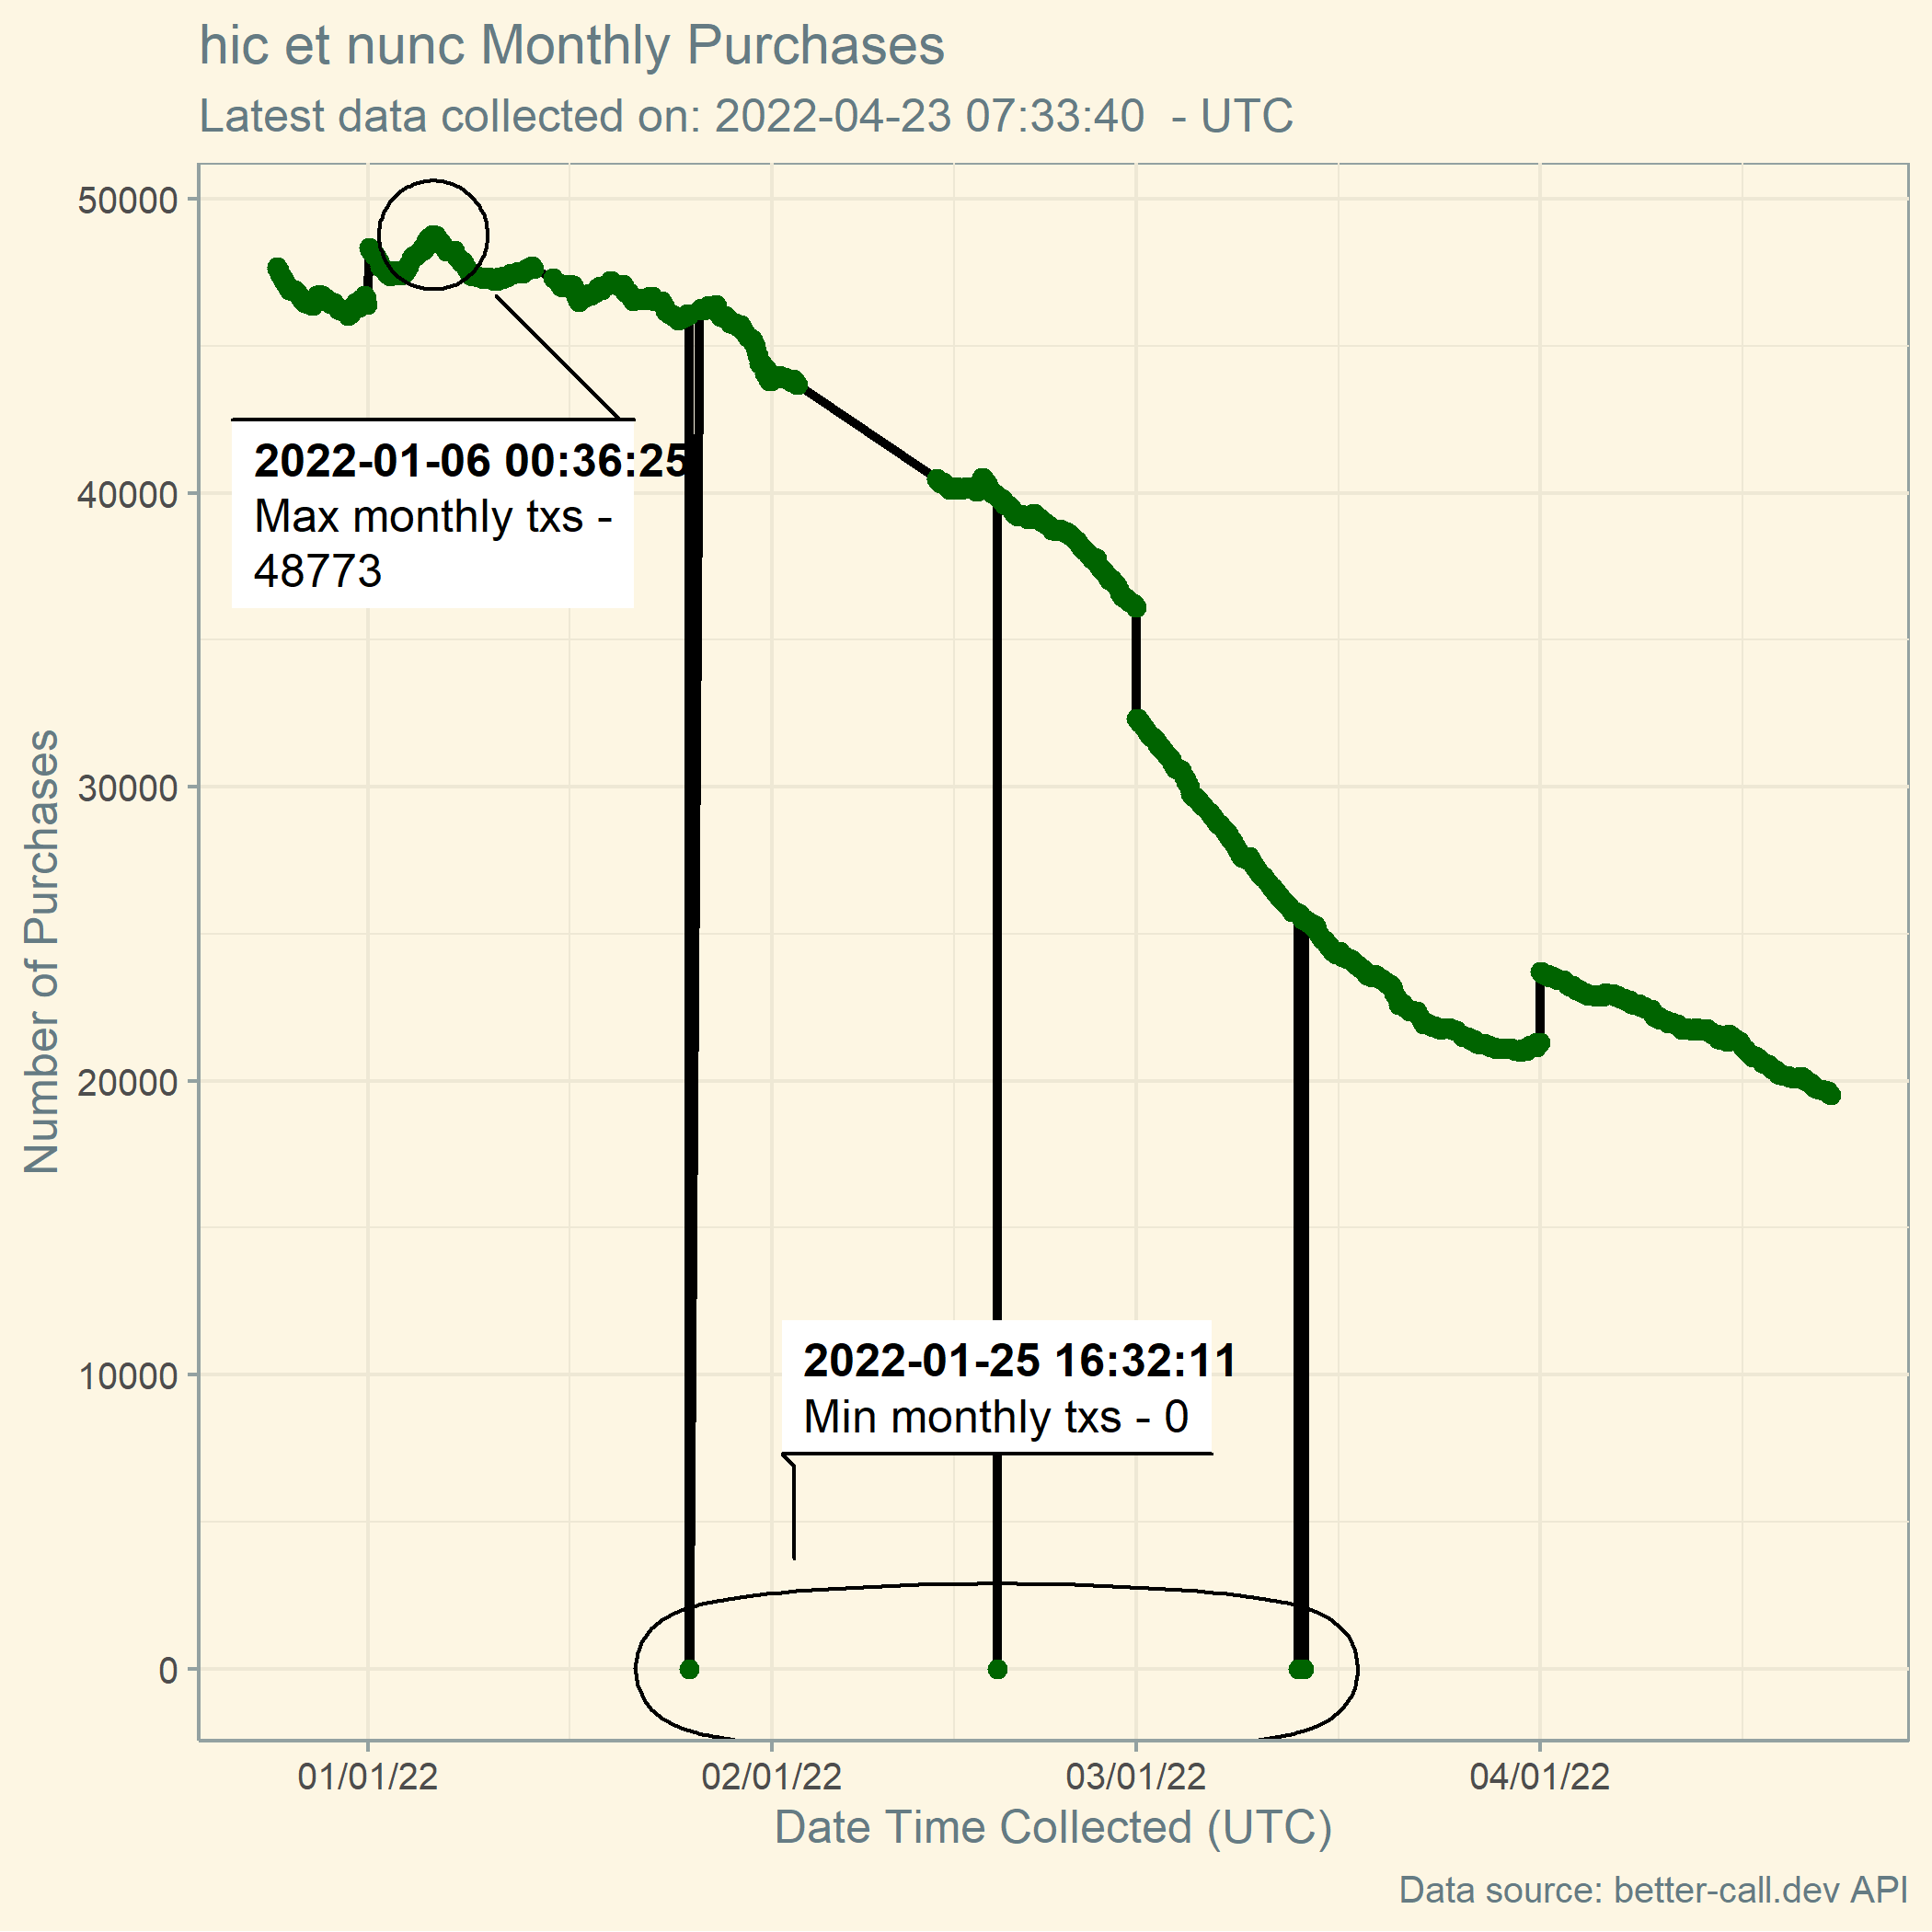 hic et nunc Monthly Purchases
Latest data collected on: 2022-04-23 07:33:40  - UTC
50000
40000
30000
20000
10000
0
Number of Purchases
2022-01-06 00:36:25
Max monthly txs -
48773
2022-01-25 16:32:11
Min monthly txs - 0
01/01/22
02/01/22
03/01/22
04/01/22
Date Time Collected (UTC)
Data source: better-call.dev API